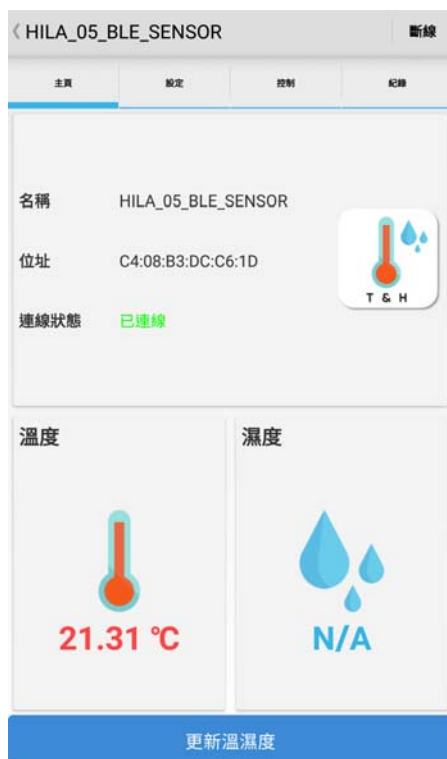 HILA_05_BLE_SENSOR 斷線
主頁 設定 控制 紀錄
名稱 HILA_05_BLE_SENSOR
位址 C4:08:B3:DC:C6:1D
T & H
連線狀態 已連線
溫度 濕度
21.31 ℃ N/A
更新溫濕度